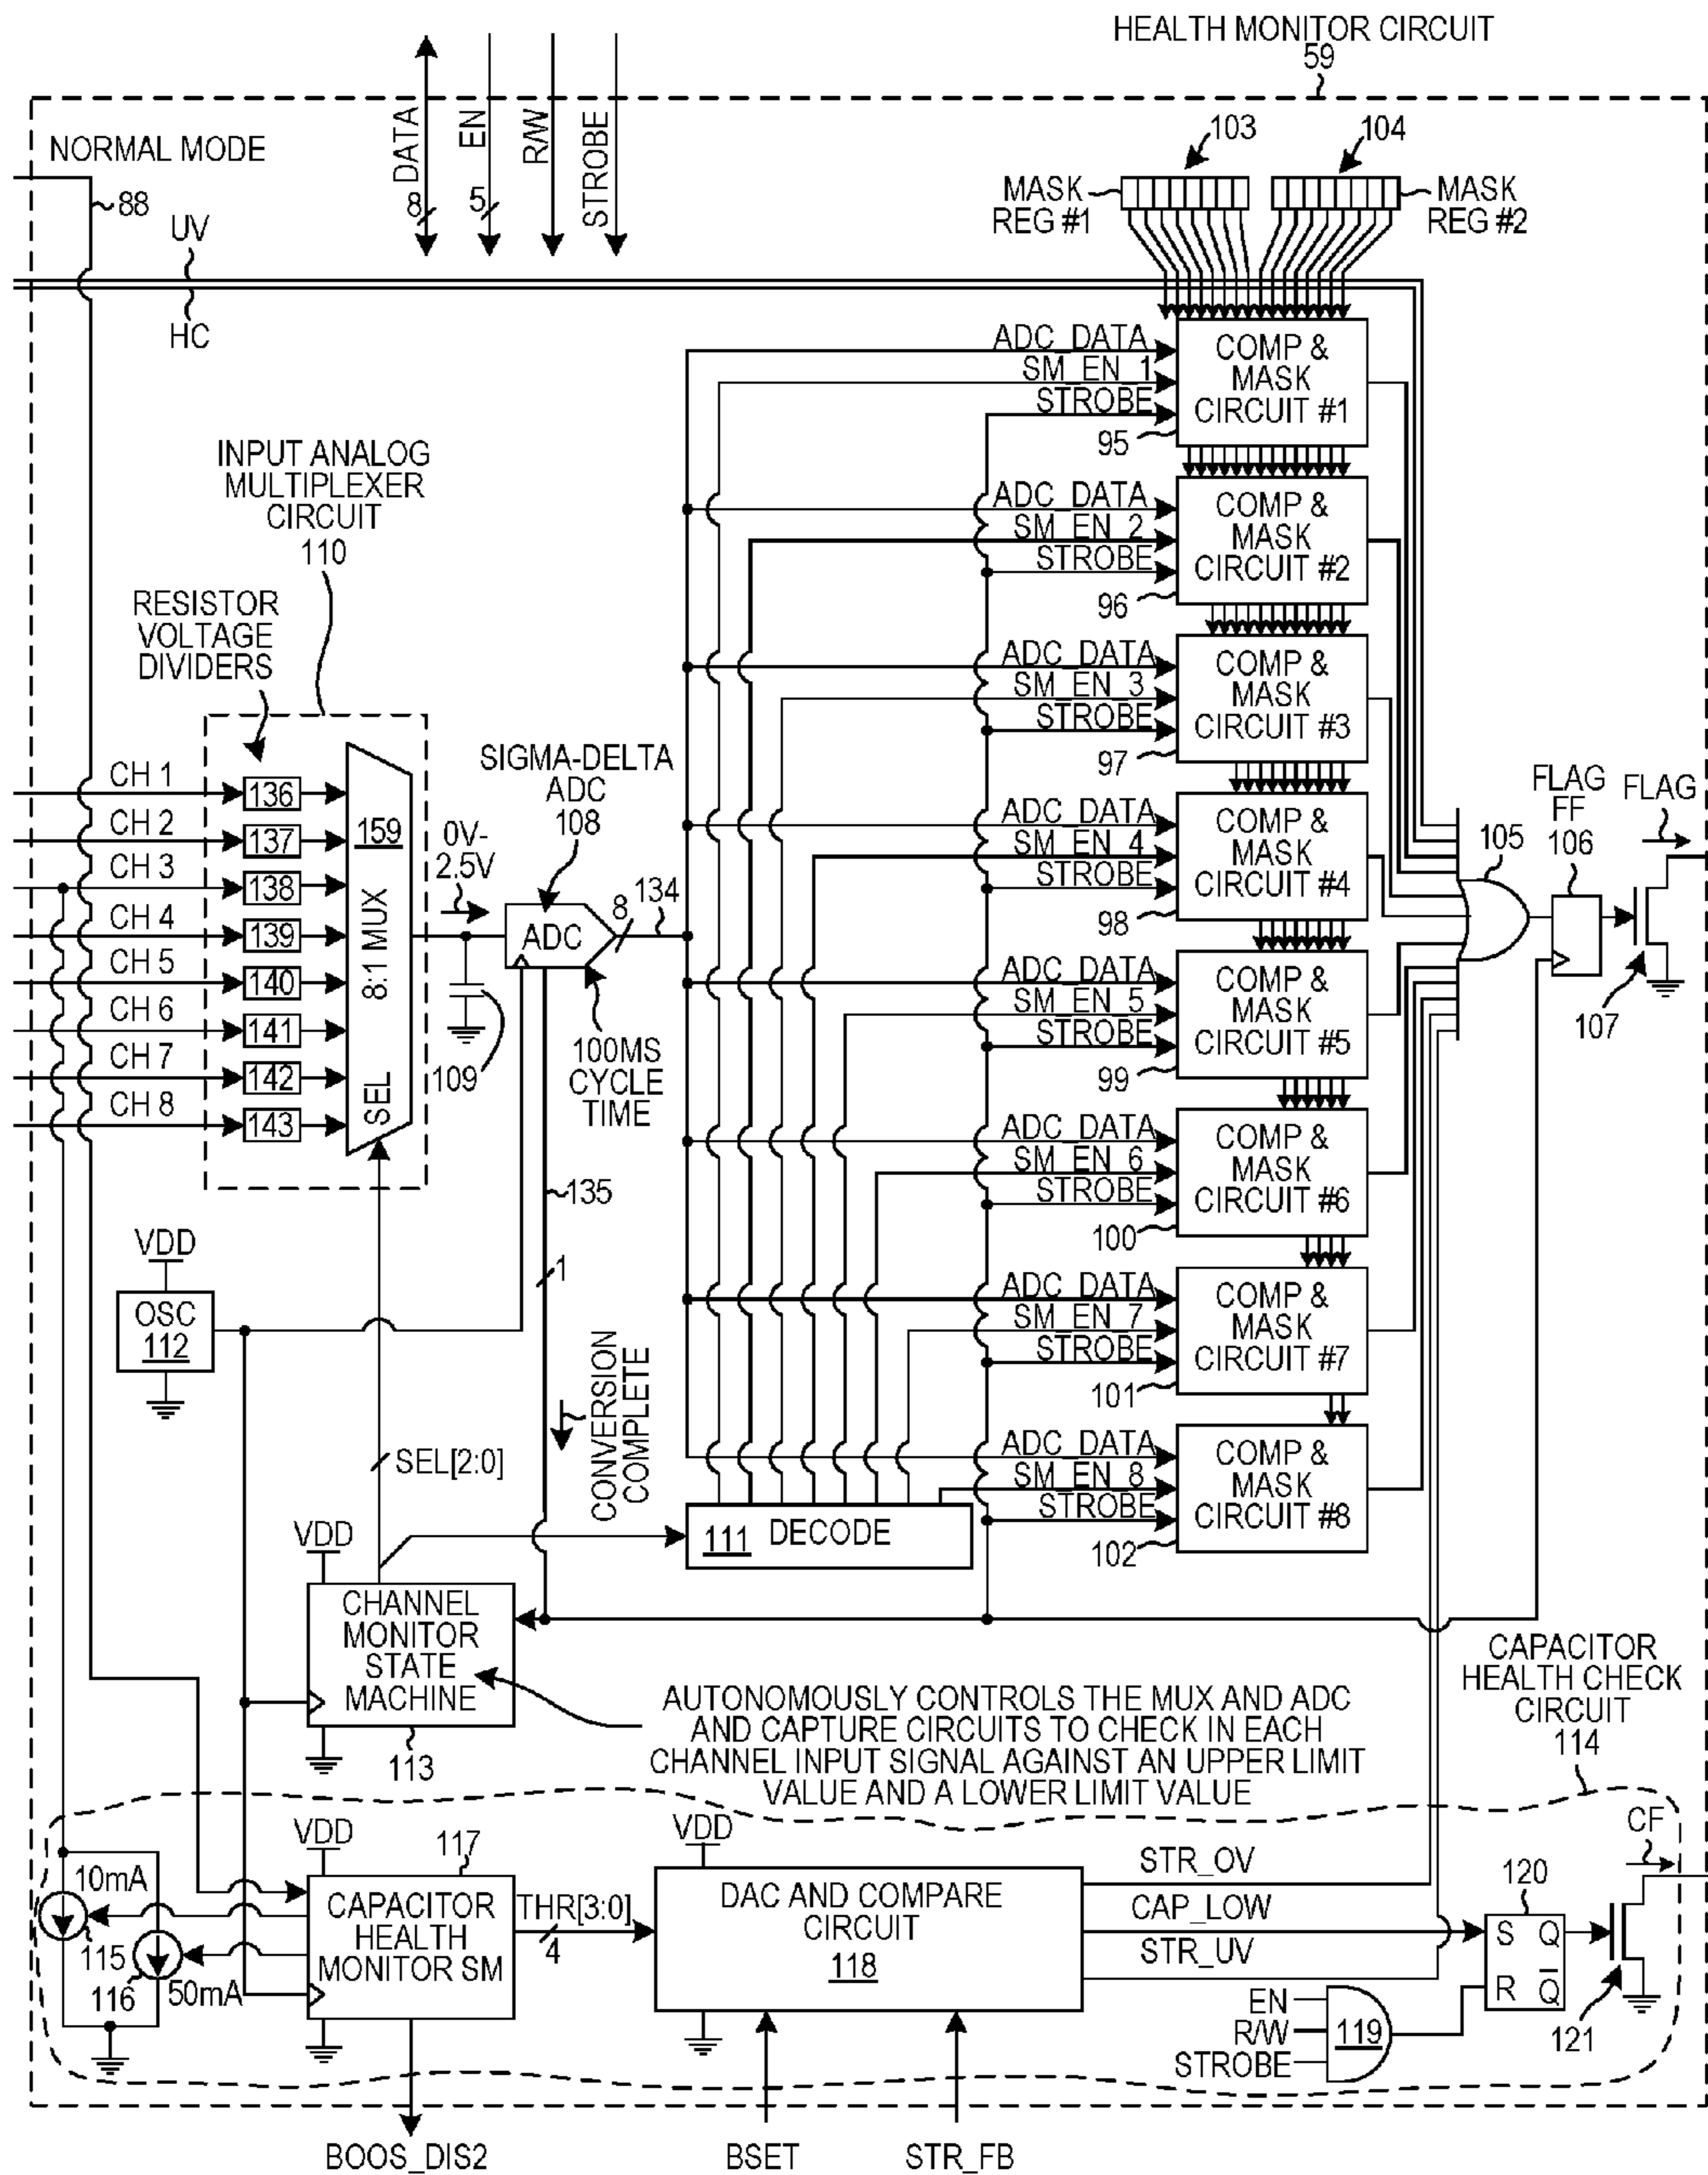 HEALTH MONITOR CIRCUIT
59
NORMAL MODE
88
DATA
8
EN
5
R/W
STROBE
103
104
MASK
REG #1
MASK
REG #2
UV
HC
ADC_DATA
SM_EN_1
STROBE
95
COMP &
MASK
CIRCUIT #1
ADC_DATA
SM_EN_2
STROBE
96
COMP &
MASK
CIRCUIT #2
ADC_DATA
SM_EN_3
STROBE
97
COMP &
MASK
CIRCUIT #3
ADC_DATA
SM_EN_4
STROBE
98
COMP &
MASK
CIRCUIT #4
ADC_DATA
SM_EN_5
STROBE
99
COMP &
MASK
CIRCUIT #5
ADC_DATA
SM_EN_6
STROBE
100
COMP &
MASK
CIRCUIT #6
ADC_DATA
SM_EN_7
STROBE
101
COMP &
MASK
CIRCUIT #7
ADC_DATA
SM_EN_8
STROBE
102
COMP &
MASK
CIRCUIT #8
INPUT ANALOG
MULTIPLEXER
CIRCUIT
110
RESISTOR
VOLTAGE
DIVIDERS
CH 1
136
CH 2
137
CH 3
138
CH 4
139
CH 5
140
CH 6
141
CH 7
142
CH 8
143
159
8:1 MUX
SEL
0V-
2.5V
SIGMA-DELTA
ADC
108
ADC
8
134
109
100MS
CYCLE
TIME
135
1
CONVERSION
COMPLETE
105
FLAG
FF
106
FLAG
107
VDD
OSC
112
SEL[2:0]
111 DECODE
VDD
CHANNEL
MONITOR
STATE
MACHINE
113
AUTONOMOUSLY CONTROLS THE MUX AND ADC
AND CAPTURE CIRCUITS TO CHECK IN EACH
CHANNEL INPUT SIGNAL AGAINST AN UPPER LIMIT
VALUE AND A LOWER LIMIT VALUE
CAPACITOR
HEALTH CHECK
CIRCUIT
114
10mA
115
116
50mA
VDD
117
CAPACITOR
HEALTH
MONITOR SM
THR[3:0]
4
VDD
DAC AND COMPARE
CIRCUIT
118
STR_OV
CAP_LOW
STR_UV
EN
R/W
STROBE
119
120
S Q
R Q
CF
121
BOOS_DIS2
BSET
STR_FB